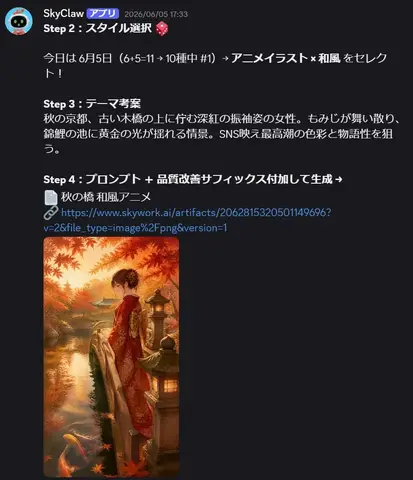 SkyClaw アプリ 2026/06/05 17:33
Step 2：スタイル選択
今日は 6月5日（6+5=11 → 10種中 #1）→ アニメイラスト × 和風 をセレク
ト！
Step 3：テーマ考案
秋の京都、古い木橋の上に佇む深紅の振袖姿の女性。もみじが舞い散り、
錦鯉の池に黄金の光が揺れる情景。SNS映え最高潮の色彩と物語性を狙
う。
Step 4：プロンプト + 品質改善サフィックス付加して生成 →
秋の橋 和風アニメ
https://www.skywork.ai/artifacts/2062815320501149696?
v=2&file_type=image%2Fpng&version=1